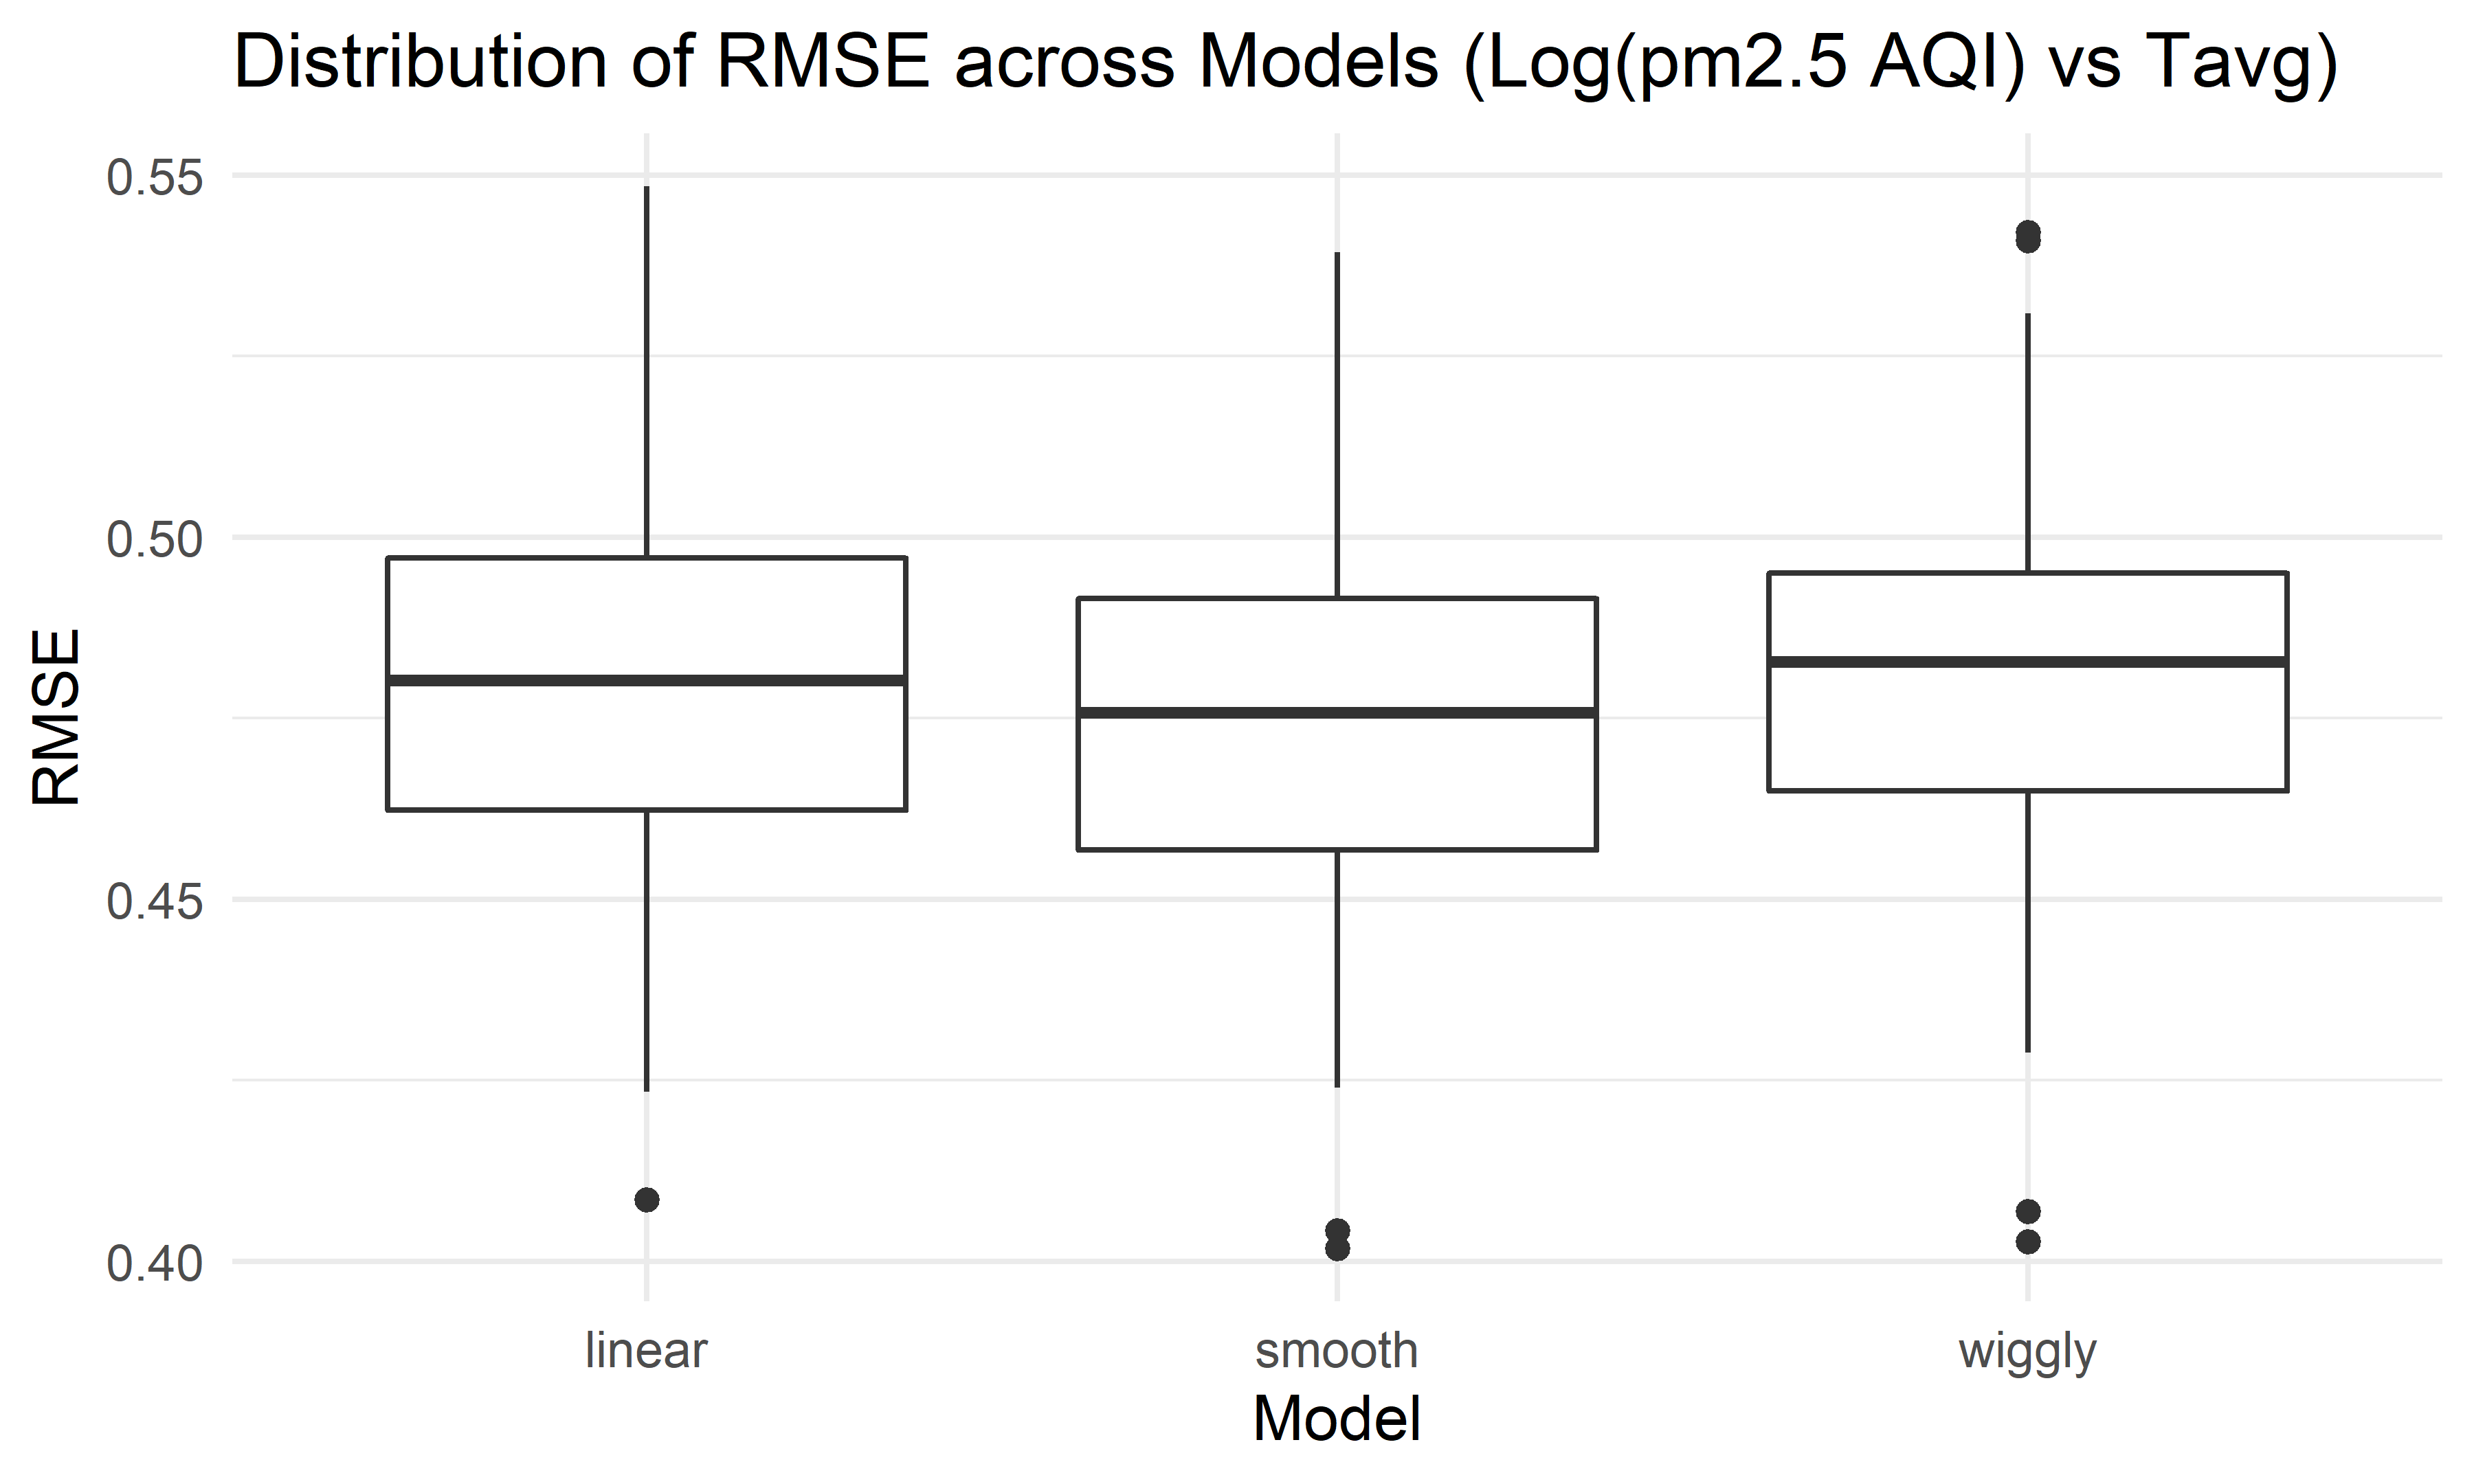 Distribution of RMSE across Models (Log(pm2.5 AQI) vs Tavg)
RMSE
0.55
0.50
0.45
0.40
linear smooth wiggly
Model